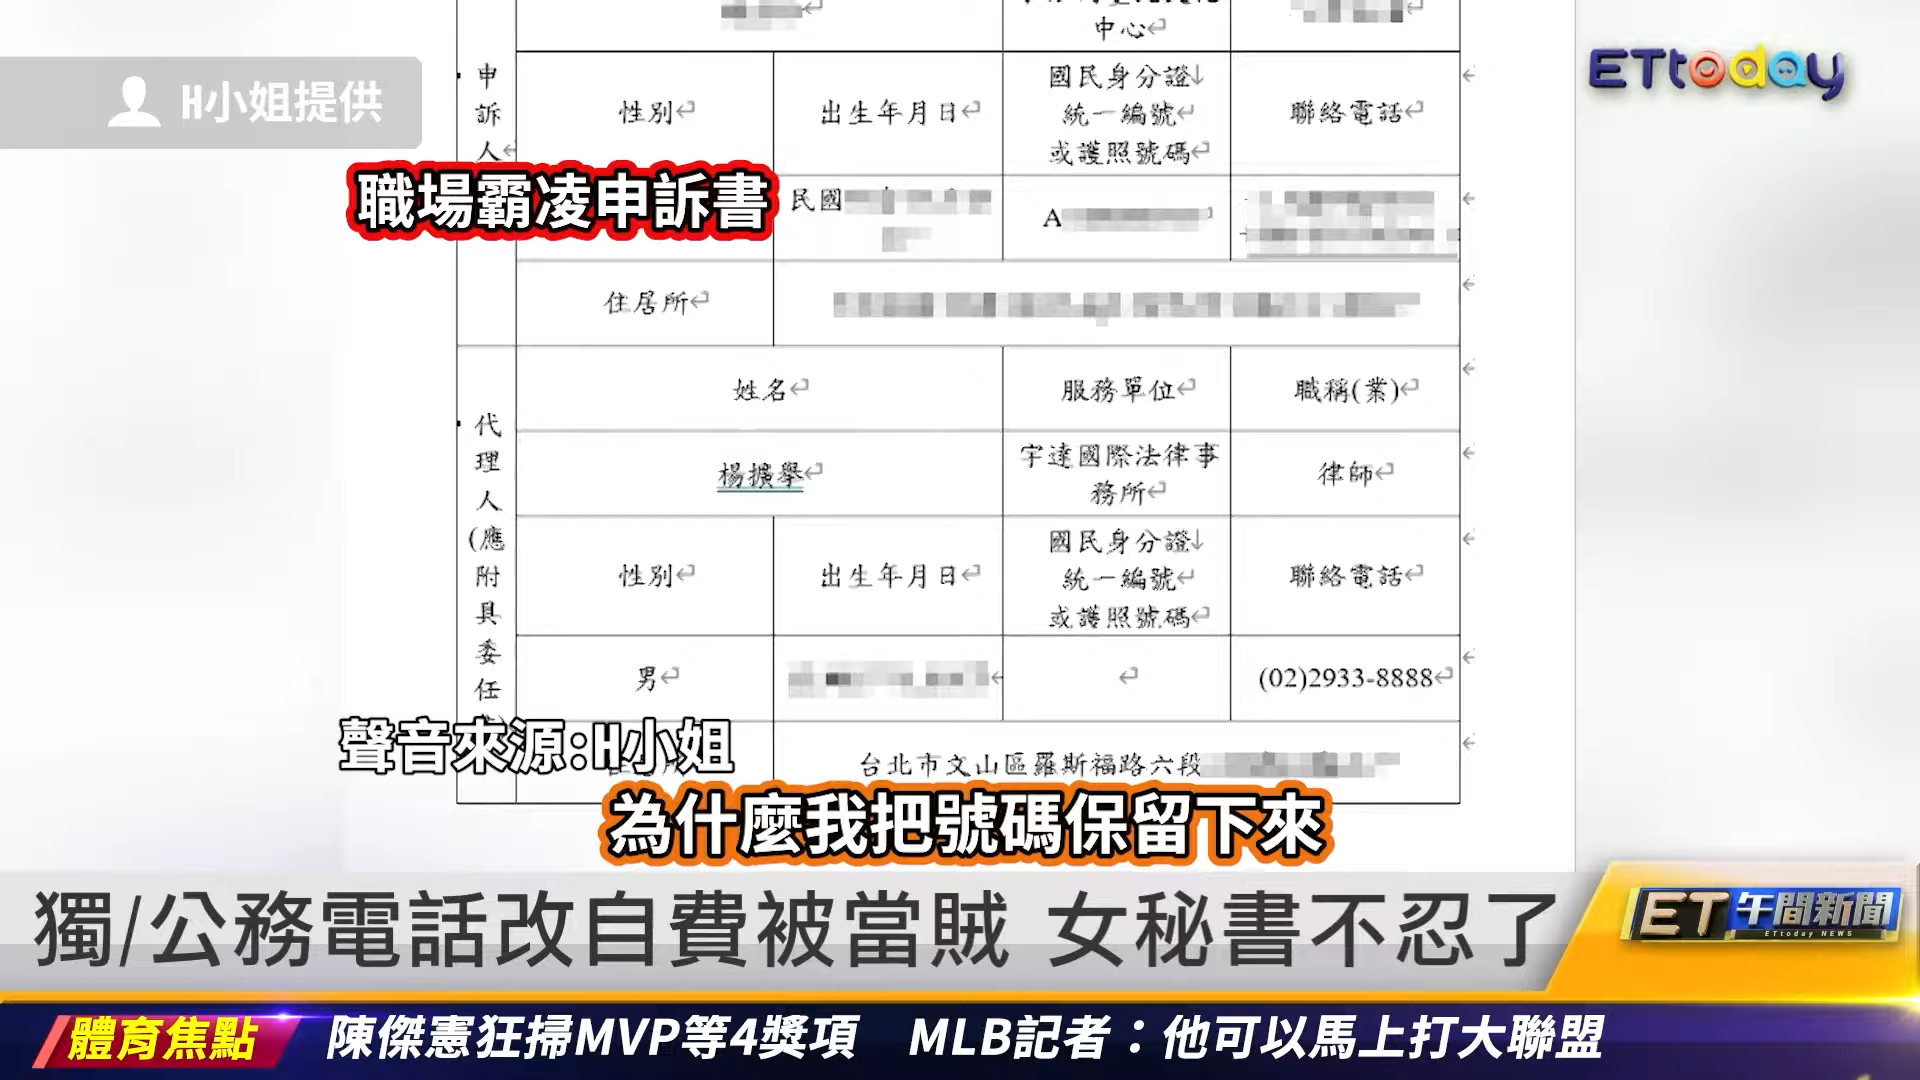 中心
H小姐提供
ETtoday
申訴人
性別
出生年月日
國民身分證
統一編號
或護照號碼
聯絡電話
職場霸凌申訴書
民國
A
住居所
代理人(應附具委任
姓名
服務單位
職稱(業)
楊擴舉
宇達國際法律事
務所
律師
性別
出生年月日
國民身分證
統一編號
或護照號碼
聯絡電話
男
(02)2933-8888
聲音來源:H小姐
台北市文山區羅斯福路六段
為什麼我把號碼保留下來
獨/公務電話改自費被當賊 女秘書不忍了
ET午間新聞
ETtoday NEWS
體育焦點
陳傑憲狂掃MVP等4獎項 MLB記者：他可以馬上打大聯盟